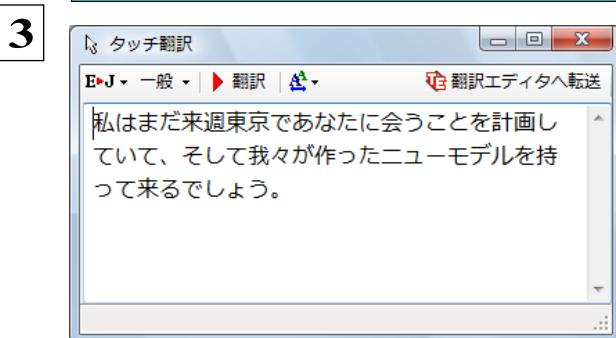 3
タッチ翻訳
E▶J 一般 翻訳 翻訳エディタへ転送
私はまだ来週東京であなたに会うことを計画し
ていて、そして我々が作ったニューモデルを持
って来るでしょう。